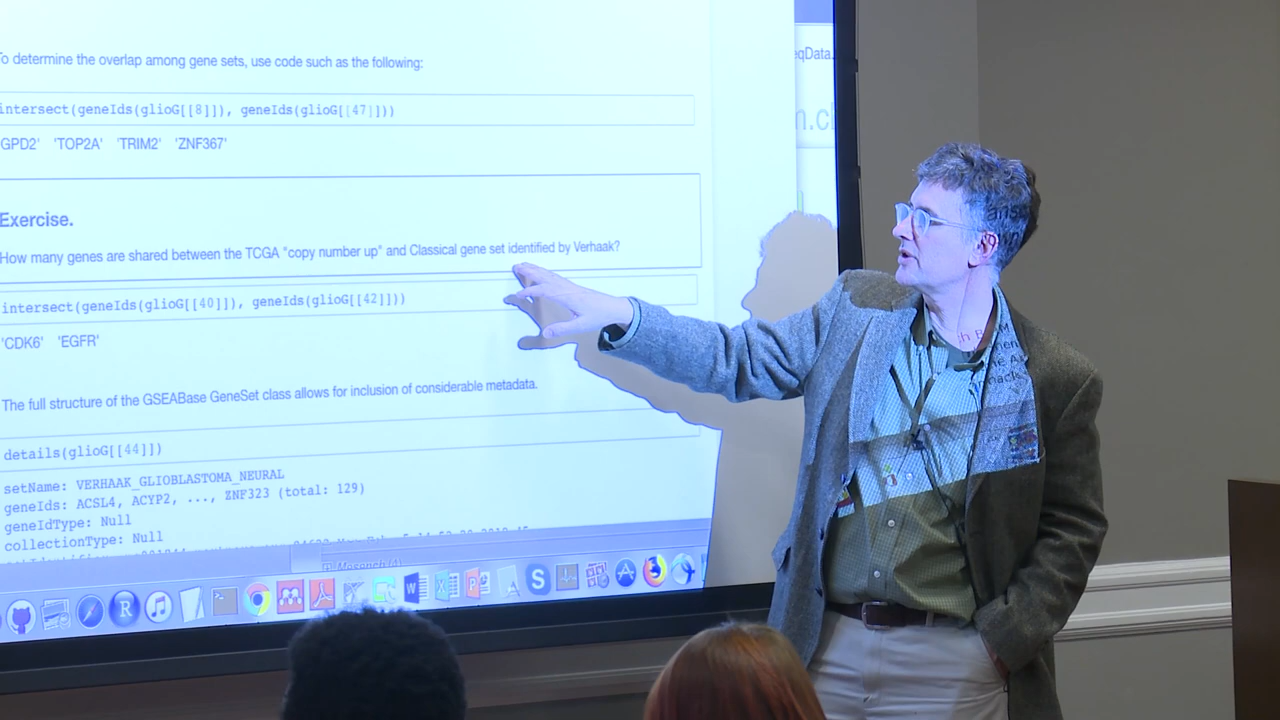 To determine the overlap among gene sets, use code such as the following:
intersect(geneIds(glioG[[8]]), geneIds(glioG[[47]]))
'GPD2' 'TOP2A' 'TRIM2' 'ZNF367'
Exercise.
How many genes are shared between the TCGA "copy number up" and Classical gene set identified by Verhaak?
intersect(geneIds(glioG[[40]]), geneIds(glioG[[42]]))
'CDK6' 'EGFR'
The full structure of the GSEABase GeneSet class allows for inclusion of considerable metadata.
details(glioG[[44]])
setName: VERHAAK_GLIOBLASTOMA_NEURAL
geneIds: ACSL4, ACYP2, ..., ZNF323 (total: 129)
geneIdType: Null
collectionType: Null
eqData.